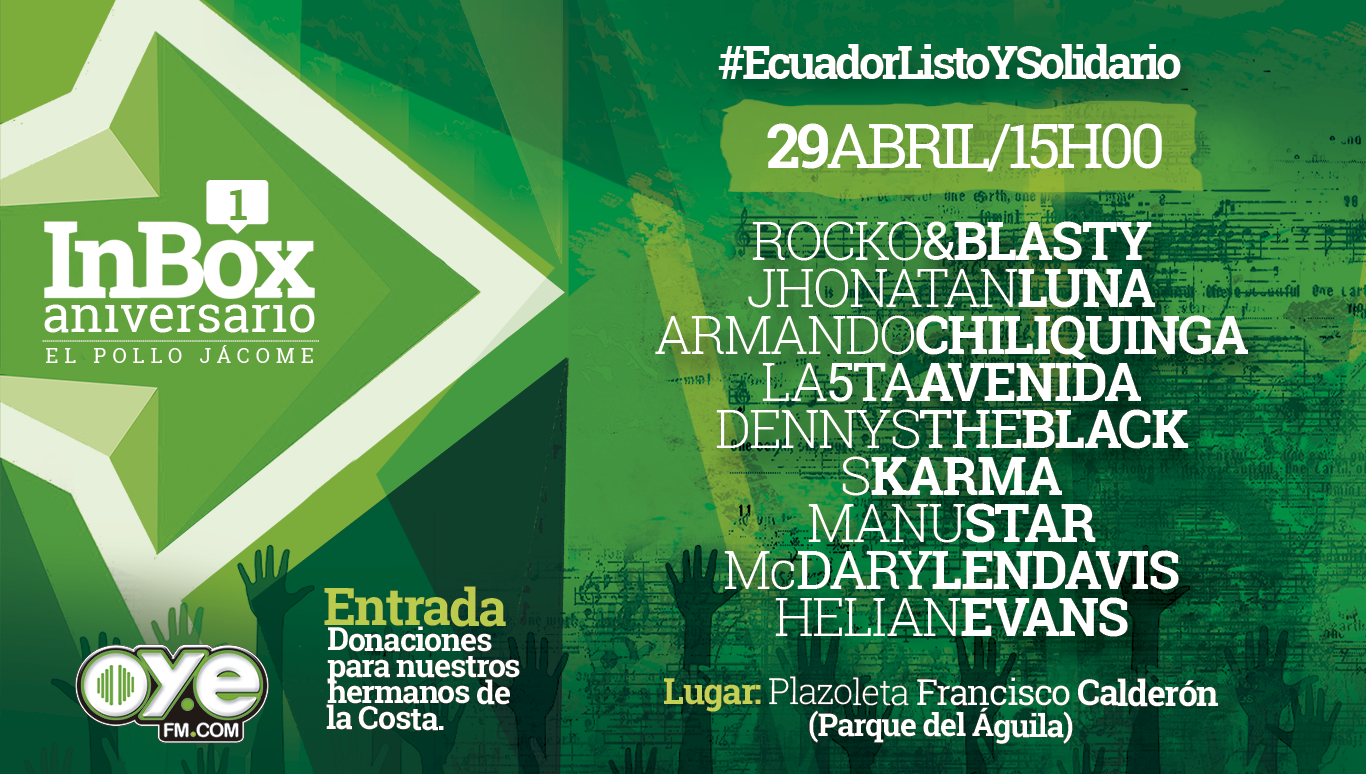 1
InBox
aniversario
EL POLLO JÁCOME
#EcuadorListoYSolidario
29ABRIL/15H00
ROCKO&BLASTY
JHONATANLUNA
ARMANDOCHILIQUINGA
LA5TAAVENIDA
DENNYSTHEBLACK
SKARMA
MANUSTAR
McDARYLENDAVIS
HELIANEVANS
Lugar: Plazoleta Francisco Calderón
(Parque del Águila)
Entrada
Donaciones
para nuestros
hermanos de
la Costa.
oye
FM.COM